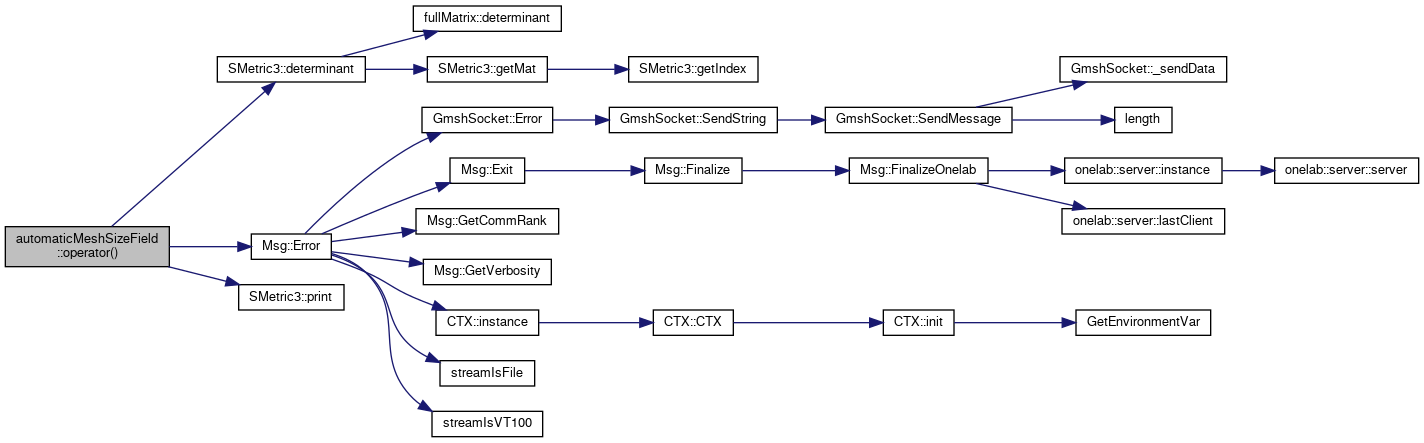 fullMatrix::determinant
SMetric3::determinant
SMetric3::getMat
SMetric3::getIndex
GmshSocket::_sendData
GmshSocket::Error
GmshSocket::SendString
GmshSocket::SendMessage
length
Msg::Exit
Msg::Finalize
Msg::FinalizeOnelab
onelab::server::instance
onelab::server::server
Msg::GetCommRank
onelab::server::lastClient
automaticMeshSizeField
::operator()
Msg::Error
Msg::GetVerbosity
SMetric3::print
CTX::instance
CTX::CTX
CTX::init
GetEnvironmentVar
streamIsFile
streamIsVT100